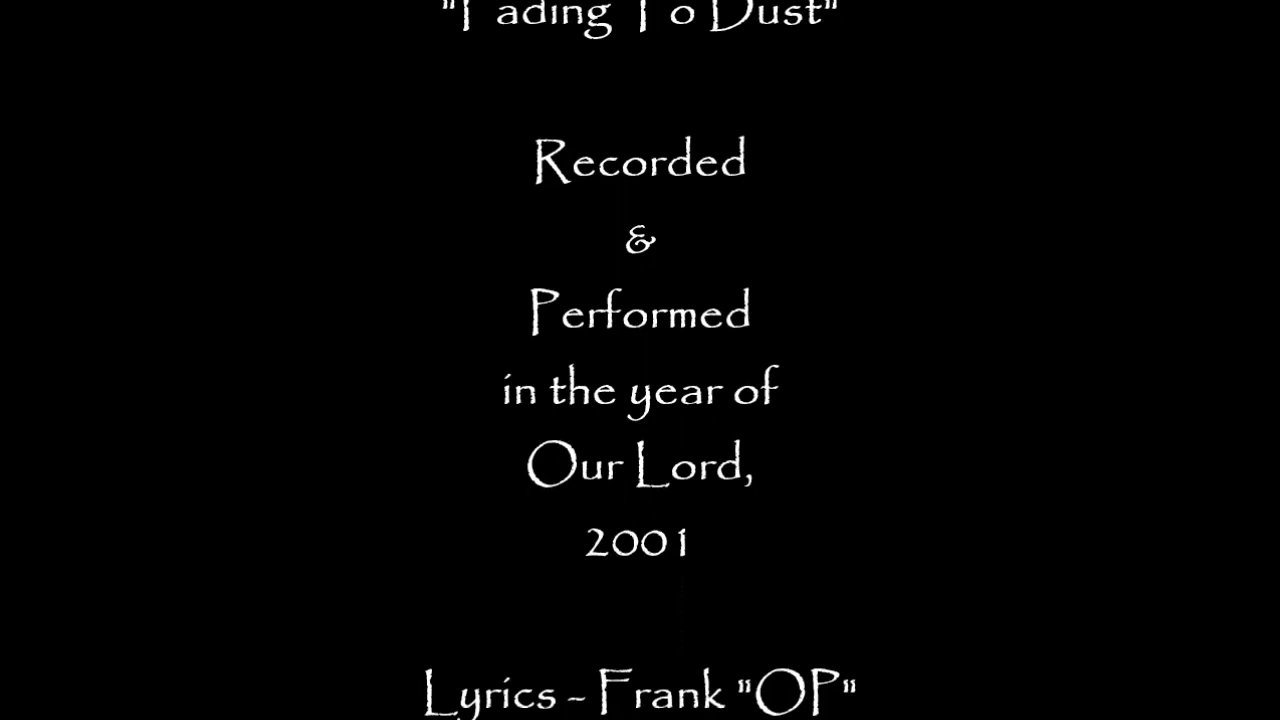 "Fading To Dust"
Recorded
&
Performed
in the year of
Our Lord,
2001
Lyrics - Frank "OP"